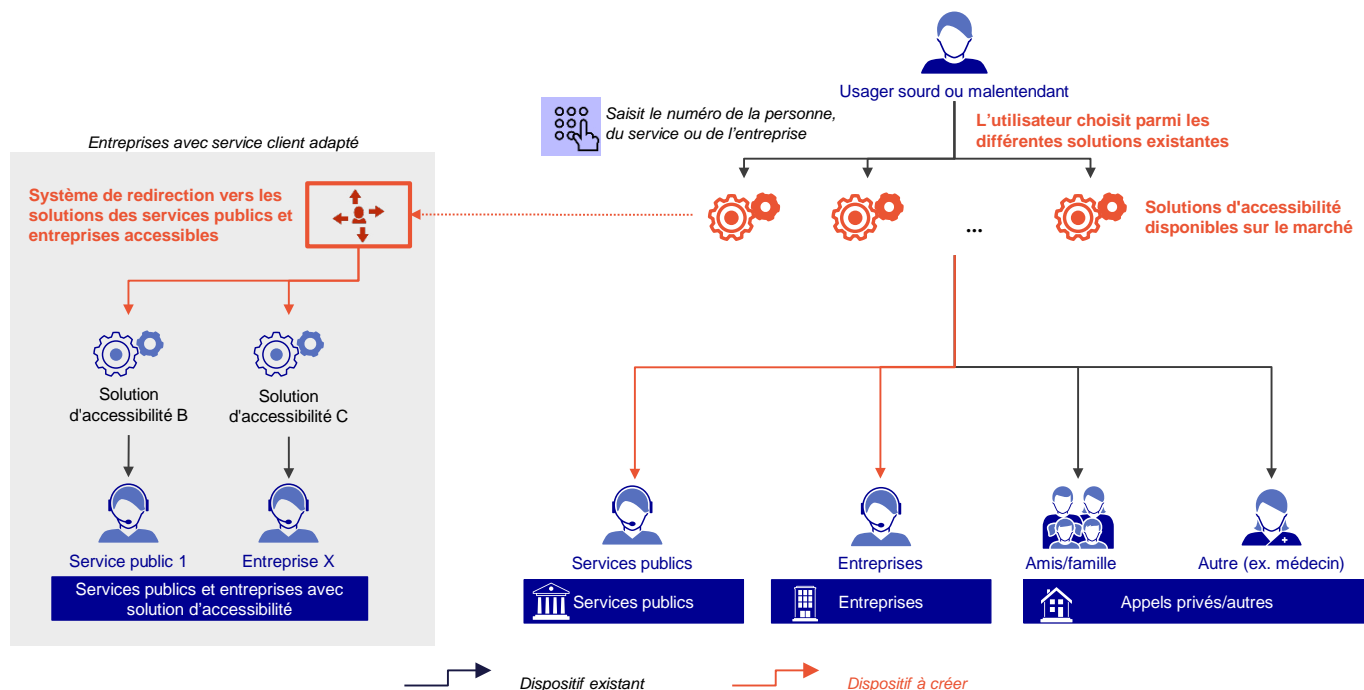 Usager sourd ou malentendant
Saisit le numéro de la personne,
du service ou de l'entreprise
L'utilisateur choisit parmi les
différentes solutions existantes
Entreprises avec service client adapté
Système de redirection vers les
solutions des services publics et
entreprises accessibles
Solutions d'accessibilité
disponibles sur le marché
...
Solution
d'accessibilité B
Solution
d'accessibilité C
Service public 1
Entreprise X
Services publics et entreprises avec
solution d'accessibilité
Services publics
Entreprises
Amis/famille
Autre (ex. médecin)
Services publics
Entreprises
Appels privés/autres
Dispositif existant
Dispositif à créer